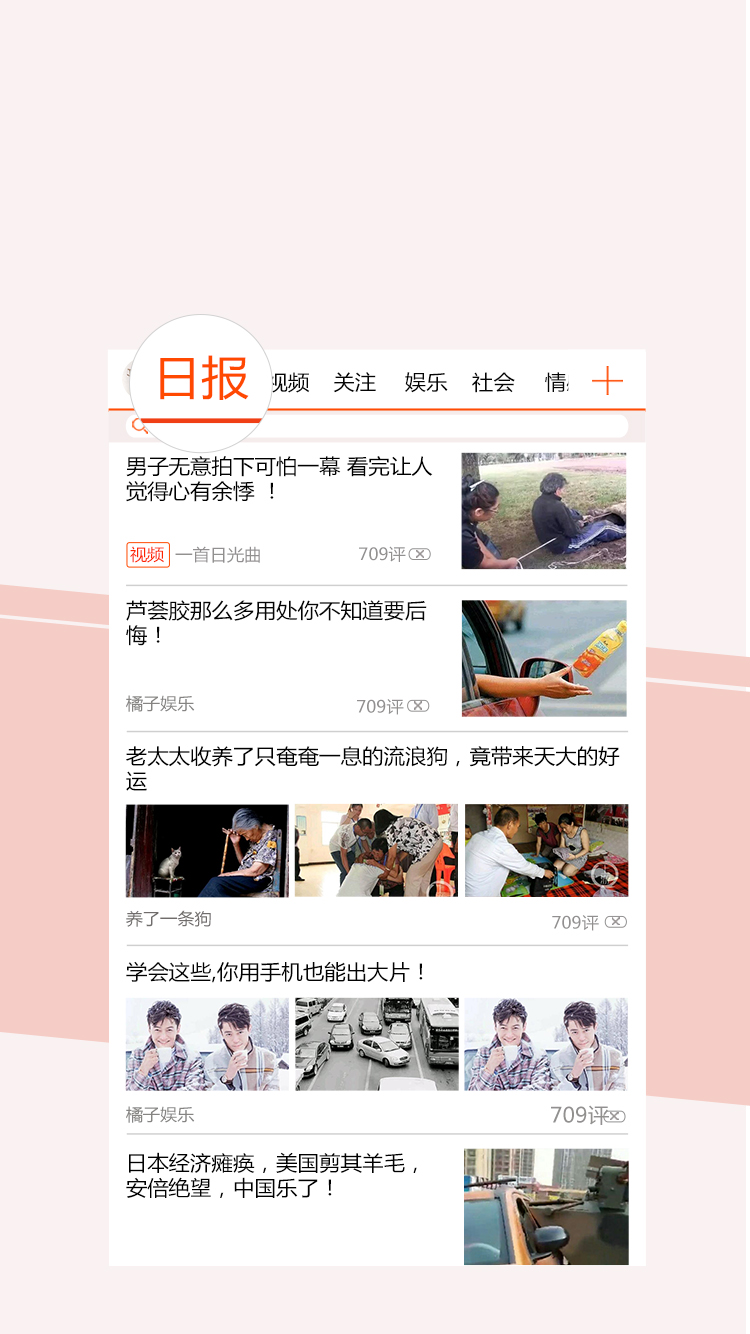 日报
视频 关注 娱乐 社会 情
男子无意拍下可怕一幕 看完让人
觉得心有余悸 ！
视频 一首日光曲 709评
芦荟胶那么多用处你不知道要后
悔！
橘子娱乐 709评
老太太收养了只奄奄一息的流浪狗，竟带来天大的好
运
养了一条狗 709评
学会这些,你用手机也能出大片！
橘子娱乐 709评
日本经济瘫痪，美国剪其羊毛，
安倍绝望，中国乐了！